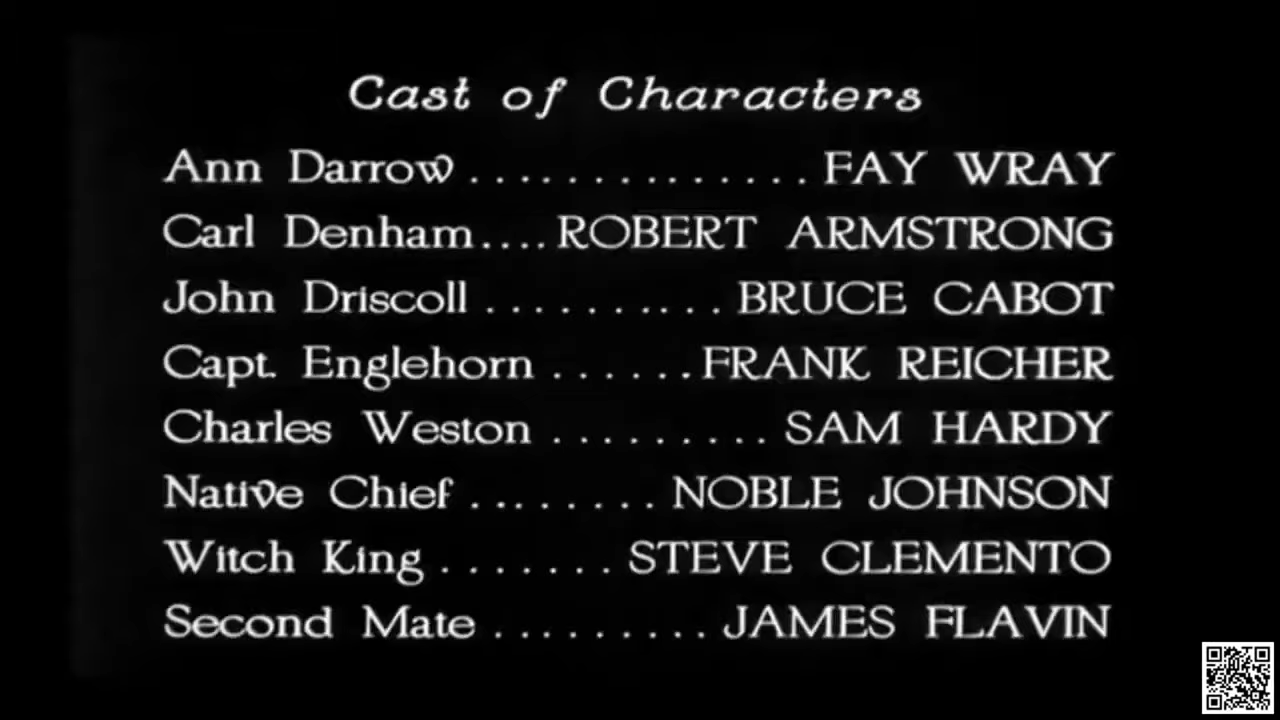 Cast of Characters
Ann Darrow .............. FAY WRAY
Carl Denham.... ROBERT ARMSTRONG
John Driscoll .......... BRUCE CABOT
Capt. Englehorn ...... FRANK REICHER
Charles Weston ......... SAM HARDY
Native Chief ........ NOBLE JOHNSON
Witch King ....... STEVE CLEMENTO
Second Mate ......... JAMES FLAVIN